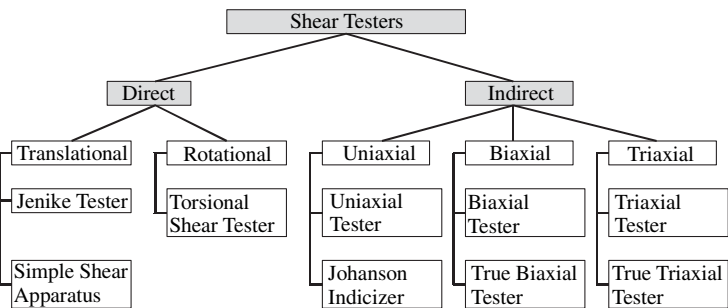 Shear Testers
Direct
Indirect
Translational
Rotational
Uniaxial
Biaxial
Triaxial
Jenike Tester
Torsional
Shear Tester
Uniaxial
Tester
Biaxial
Tester
Triaxial
Tester
Simple Shear
Apparatus
Johanson
Indicizer
True Biaxial
Tester
True Triaxial
Tester